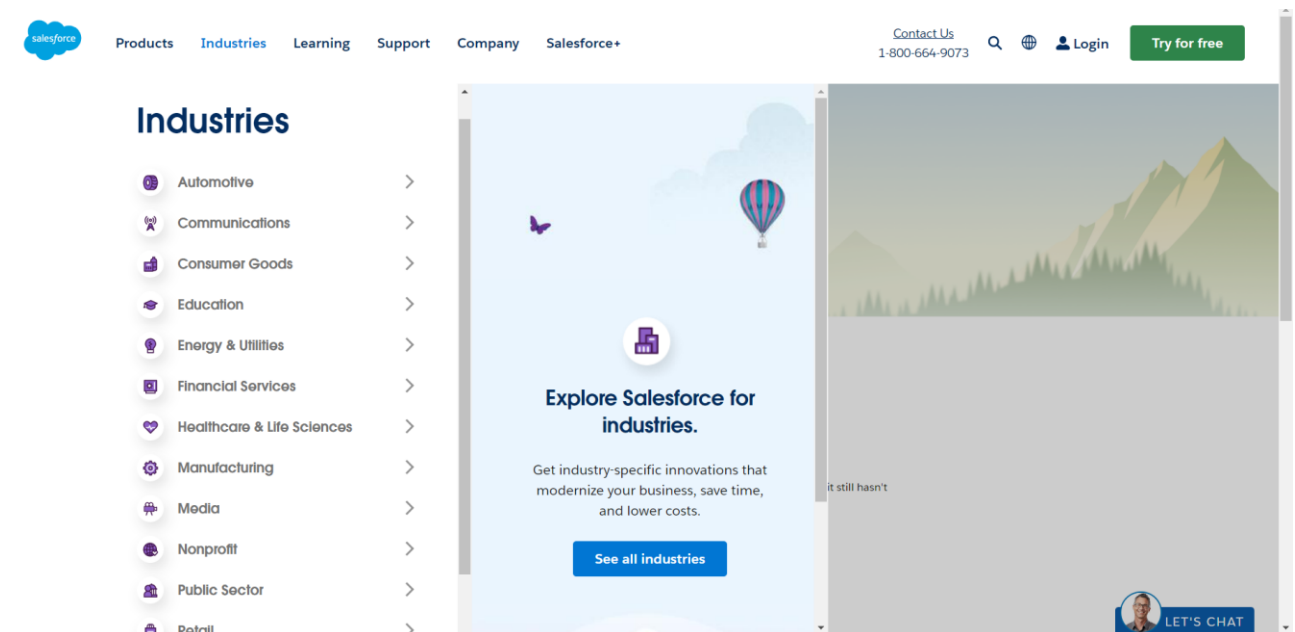 salesforce
Products Industries Learning Support Company Salesforce+
Contact Us
1-800-664-9073
Login
Try for free
Industries
Automotive
Communications
Consumer Goods
Education
Energy & Utilities
Financial Services
Healthcare & Life Sciences
Manufacturing
Media
Nonprofit
Public Sector
Retail
Explore Salesforce for
industries.
Get industry-specific innovations that
modernize your business, save time,
and lower costs.
See all industries
it still hasn't
LET'S CHAT